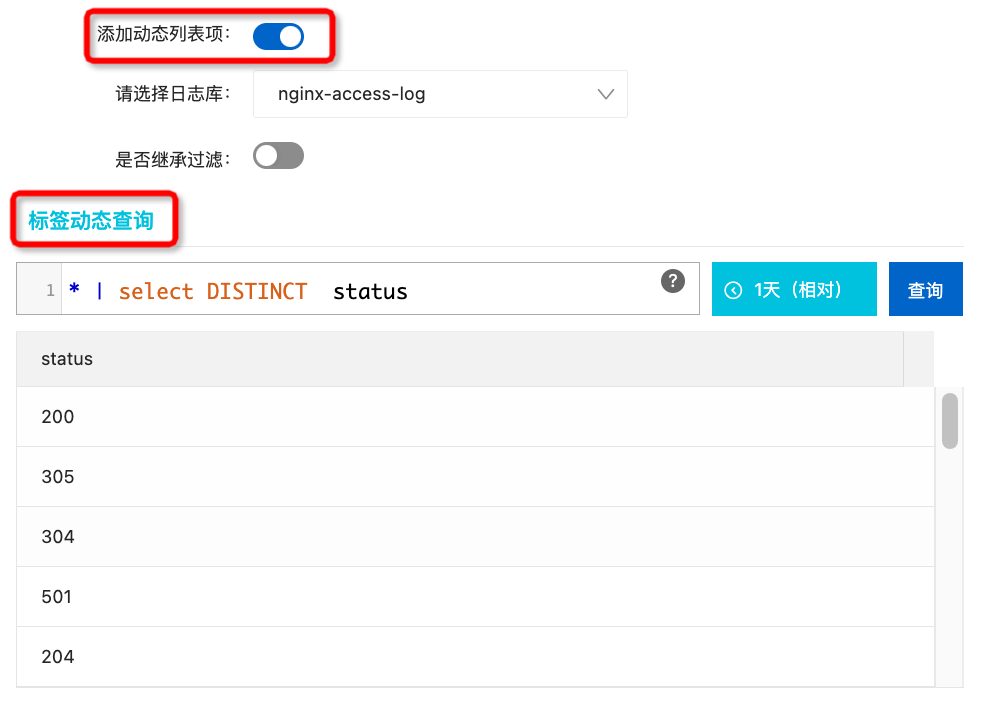 添加动态列表项：
请选择日志库： nginx-access-log
是否继承过滤：
标签动态查询
1 * | select DISTINCT status ? 1天（相对） 查询
status
200
305
304
501
204